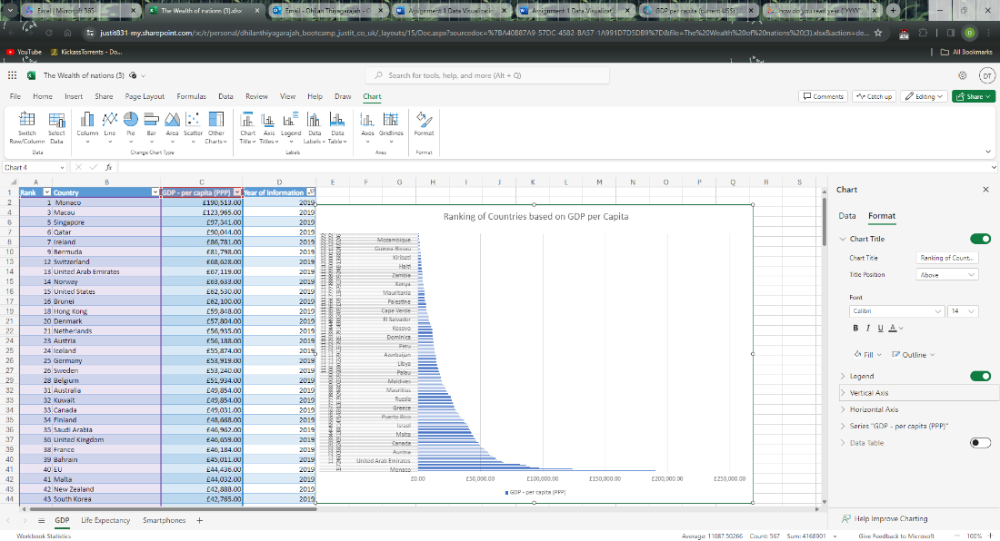 Excel | Microsoft 365
The Wealth of nations (3).xlsx
Email - Dhilan Thiyagarajah - O
Assignment 1 Data Visualizati
Assignment 1 Data Visualizat
GDP per capita (current US$)
how do you read year ("YYYY"
justit831-my.sharepoint.com/:x:/r/personal/dhilanthiyagarajah_bootcamp_justit_co_uk/_layouts/15/Doc.aspx?sourcedoc=%7BA40B87A9-57DC-4582-BA57-1A991D7D5DB9%7D&file=The%20Wealth%20of%20nations%20(3).xlsx&action=de...
YouTube KickassTorrents - Do... All Bookmarks
The Wealth of nations (3) Search for tools, help, and more (Alt + Q) DT
File Home Insert Share Page Layout Formulas Data Review View Help Draw Chart Comments Catch up Editing Share
Switch Row/Column Select Data Column Line Pie Bar Area Scatter Other Charts Chart Title Axis Titles Legend Data Labels Data Table Axes Gridlines Format
Data Change Chart Type Labels Axes Format
Chart 4 fx
A B C D E F G H I J K L M N O P Q R S
1 Rank Country GDP - per capita (PPP) Year of Information
2 1 Monaco £190,513.00 2019
4 3 Macau £123,965.00 2019
6 5 Singapore £97,341.00 2019
7 6 Qatar £90,044.00 2019
8 7 Ireland £86,781.00 2019
10 9 Bermuda £81,798.00 2019
13 12 Switzerland £68,628.00 2019
14 13 United Arab Emirates £67,119.00 2019
15 14 Norway £63,633.00 2019
16 15 United States £62,530.00 2019
17 16 Brunei £62,100.00 2019
19 18 Hong Kong £59,848.00 2019
21 20 Denmark £57,804.00 2019
22 21 Netherlands £56,935.00 2019
24 23 Austria £56,188.00 2019
25 24 Iceland £55,874.00 2019
26 25 Germany £53,919.00 2019
27 26 Sweden £53,240.00 2019
29 28 Belgium £51,934.00 2019
32 31 Australia £49,854.00 2019
33 32 Kuwait £49,854.00 2019
34 33 Canada £49,031.00 2019
35 34 Finland £48,668.00 2019
36 35 Saudi Arabia £46,962.00 2019
37 36 United Kingdom £46,659.00 2019
39 38 France £46,184.00 2019
40 39 Bahrain £45,011.00 2019
41 40 EU £44,436.00 2019
42 41 Malta £44,032.00 2019
43 42 New Zealand £42,888.00 2019
44 43 South Korea £42,765.00 2019
Ranking of Countries based on GDP per Capita
Mozambique
Guinea-Bissau
Kiribati
Haiti
Zambia
Kenya
Mauritania
Palestine
Cape Verde
El Salvador
Kosovo
Dominica
Peru
Azerbaijan
Libya
Palau
Maldives
Mauritius
Russia
Greece
Puerto Rico
Israel
Malta
Canada
Austria
United Arab Emirates
Monaco
£0.00 £50,000.00 £100,000.00 £150,000.00 £200,000.00 £250,000.00
GDP - per capita (PPP)
Chart
Data Format
Chart Title
Chart Title Ranking of Count...
Title Position Above
Font
Calibri 14
B I U A
Fill Outline
Legend
Vertical Axis
Horizontal Axis
Series "GDP - per capita (PPP)"
Data Table
Help Improve Charting
GDP Life Expectancy Smartphones +
Workbook Statistics Average: 11087.50266 Count: 567 Sum: 4168901 Give Feedback to Microsoft 100%